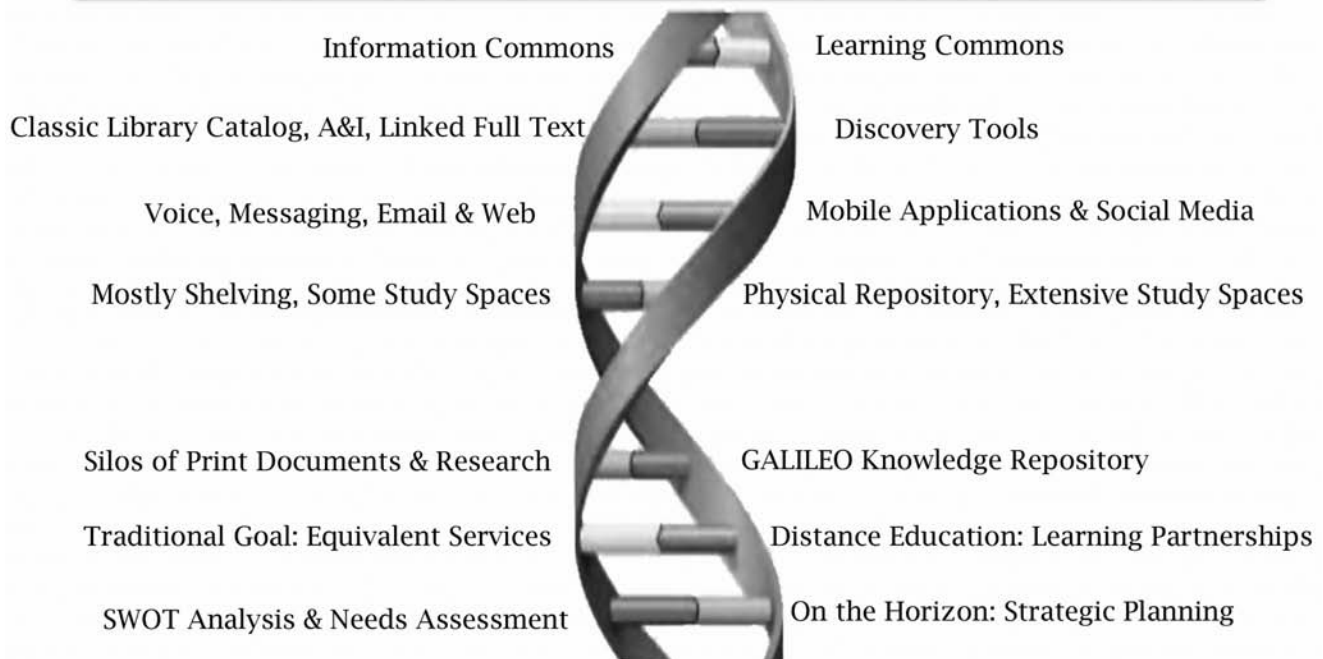 Information Commons
Learning Commons
Classic Library Catalog, A&I, Linked Full Text
Discovery Tools
Voice, Messaging, Email & Web
Mobile Applications & Social Media
Mostly Shelving, Some Study Spaces
Physical Repository, Extensive Study Spaces
Silos of Print Documents & Research
GALILEO Knowledge Repository
Traditional Goal: Equivalent Services
Distance Education: Learning Partnerships
SWOT Analysis & Needs Assessment
On the Horizon: Strategic Planning